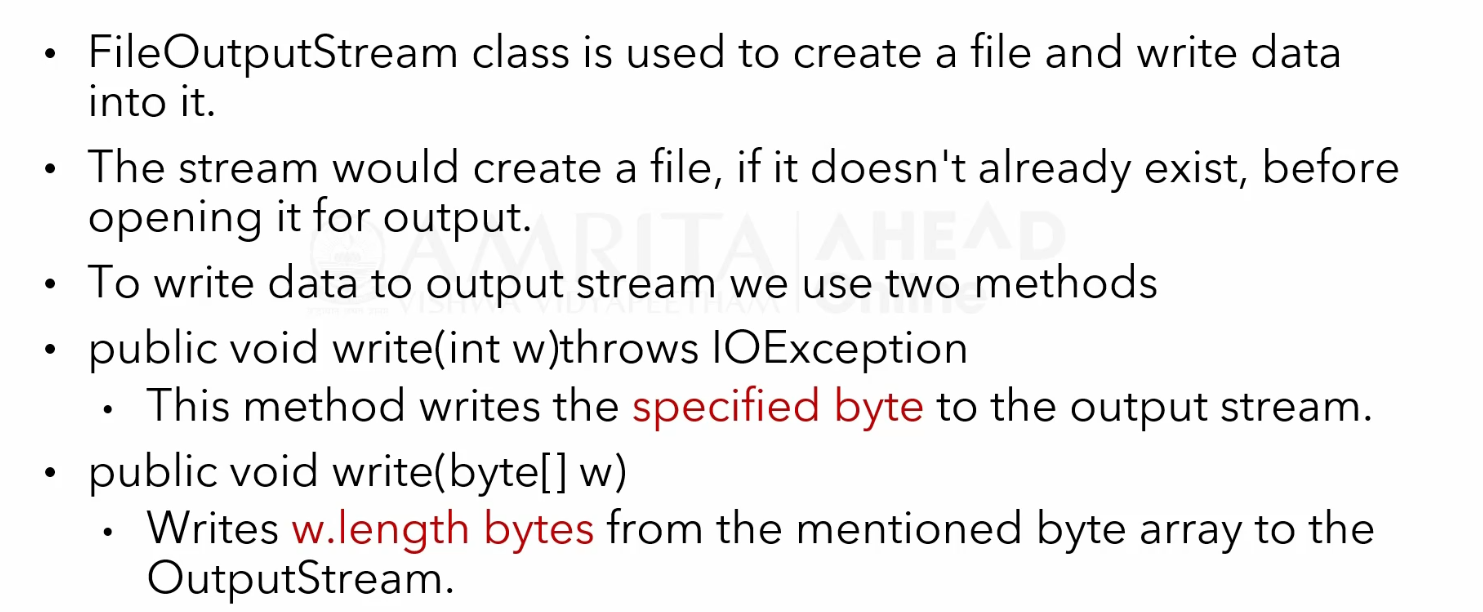 • FileOutputStream class is used to create a file and write data
into it.
• The stream would create a file, if it doesn't already exist, before
opening it for output.
AMRITA AHEAD
VISHWA VIDYAPEETHAM Online
• To write data to output stream we use two methods
• public void write(int w)throws IOException
• This method writes the specified byte to the output stream.
• public void write(byte[] w)
• Writes w.length bytes from the mentioned byte array to the
OutputStream.